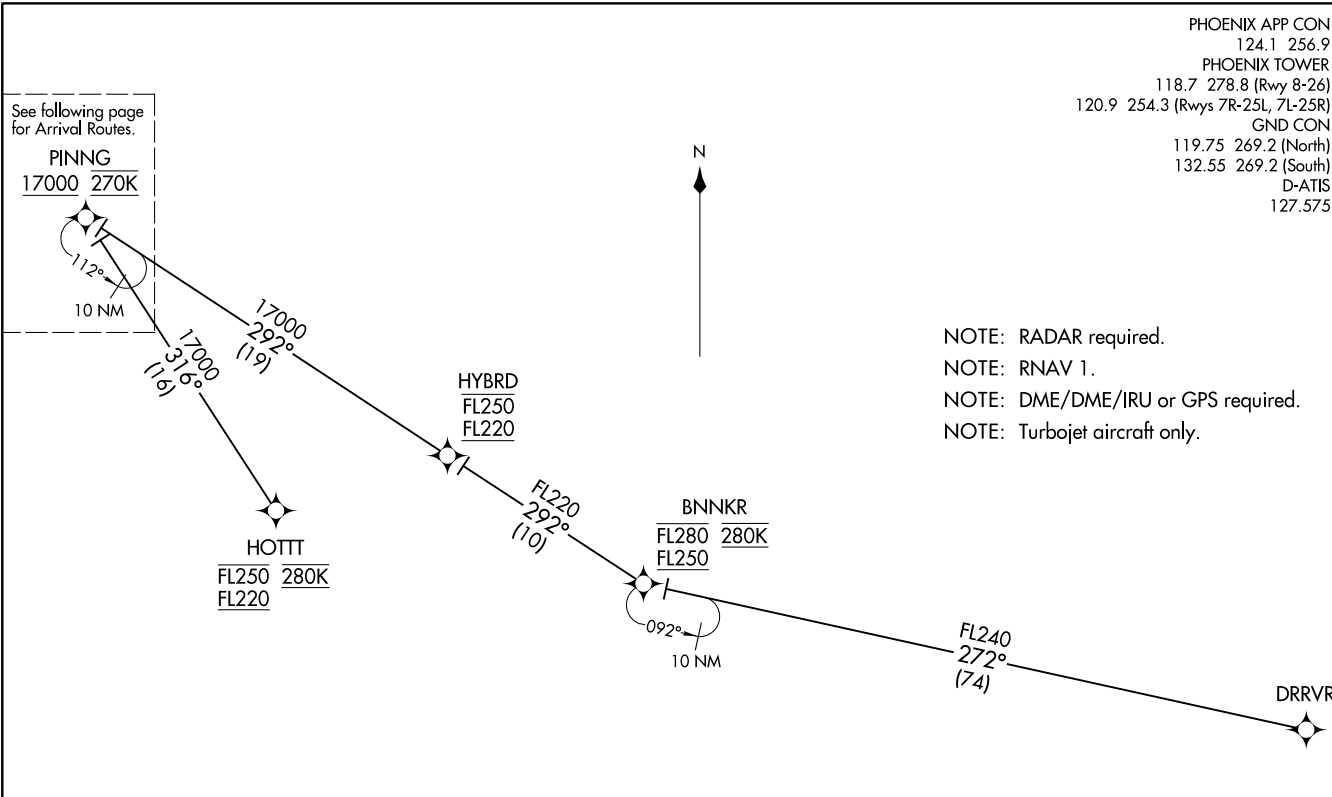 PHOENIX APP CON
124.1 256.9
PHOENIX TOWER
118.7 278.8 (Rwy 8-26)
120.9 254.3 (Rwys 7R-25L, 7L-25R)
GND CON
119.75 269.2 (North)
132.55 269.2 (South)
D-ATIS
127.575
See following page
for Arrival Routes.
PINNG
17000 270K
112°
10 NM
N
17000
292°
(19)
17000
316°
(16)
HYBRD
FL250
FL220
NOTE: RADAR required.
NOTE: RNAV 1.
NOTE: DME/DME/IRU or GPS required.
NOTE: Turbojet aircraft only.
FL220
292°
(10)
HOTTT
FL250 280K
FL220
BNNKR
FL280 280K
FL250
092°
10 NM
FL240
272°
(74)
DRRVR